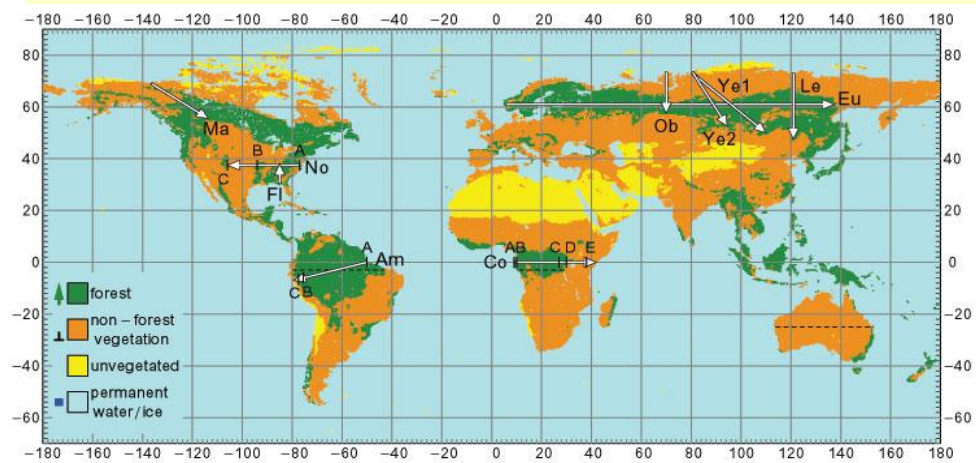 −180 −160 −140 −120 −100 −80 −60 −40 −20 0 20 40 60 80 100 120 140 160 180
80 80
60 60
40 40
20 20
0 0
−20 −20
−40 −40
−60 −60
Ma
B A
No
C
Fl
Ye1 Le
Eu
Ob
Ye2
A
Am
C B
Co
A B C D E
forest
non – forest
vegetation
unvegetated
permanent
water / ice
−180 −160 −140 −120 −100 −80 −60 −40 −20 0 20 40 60 80 100 120 140 160 180